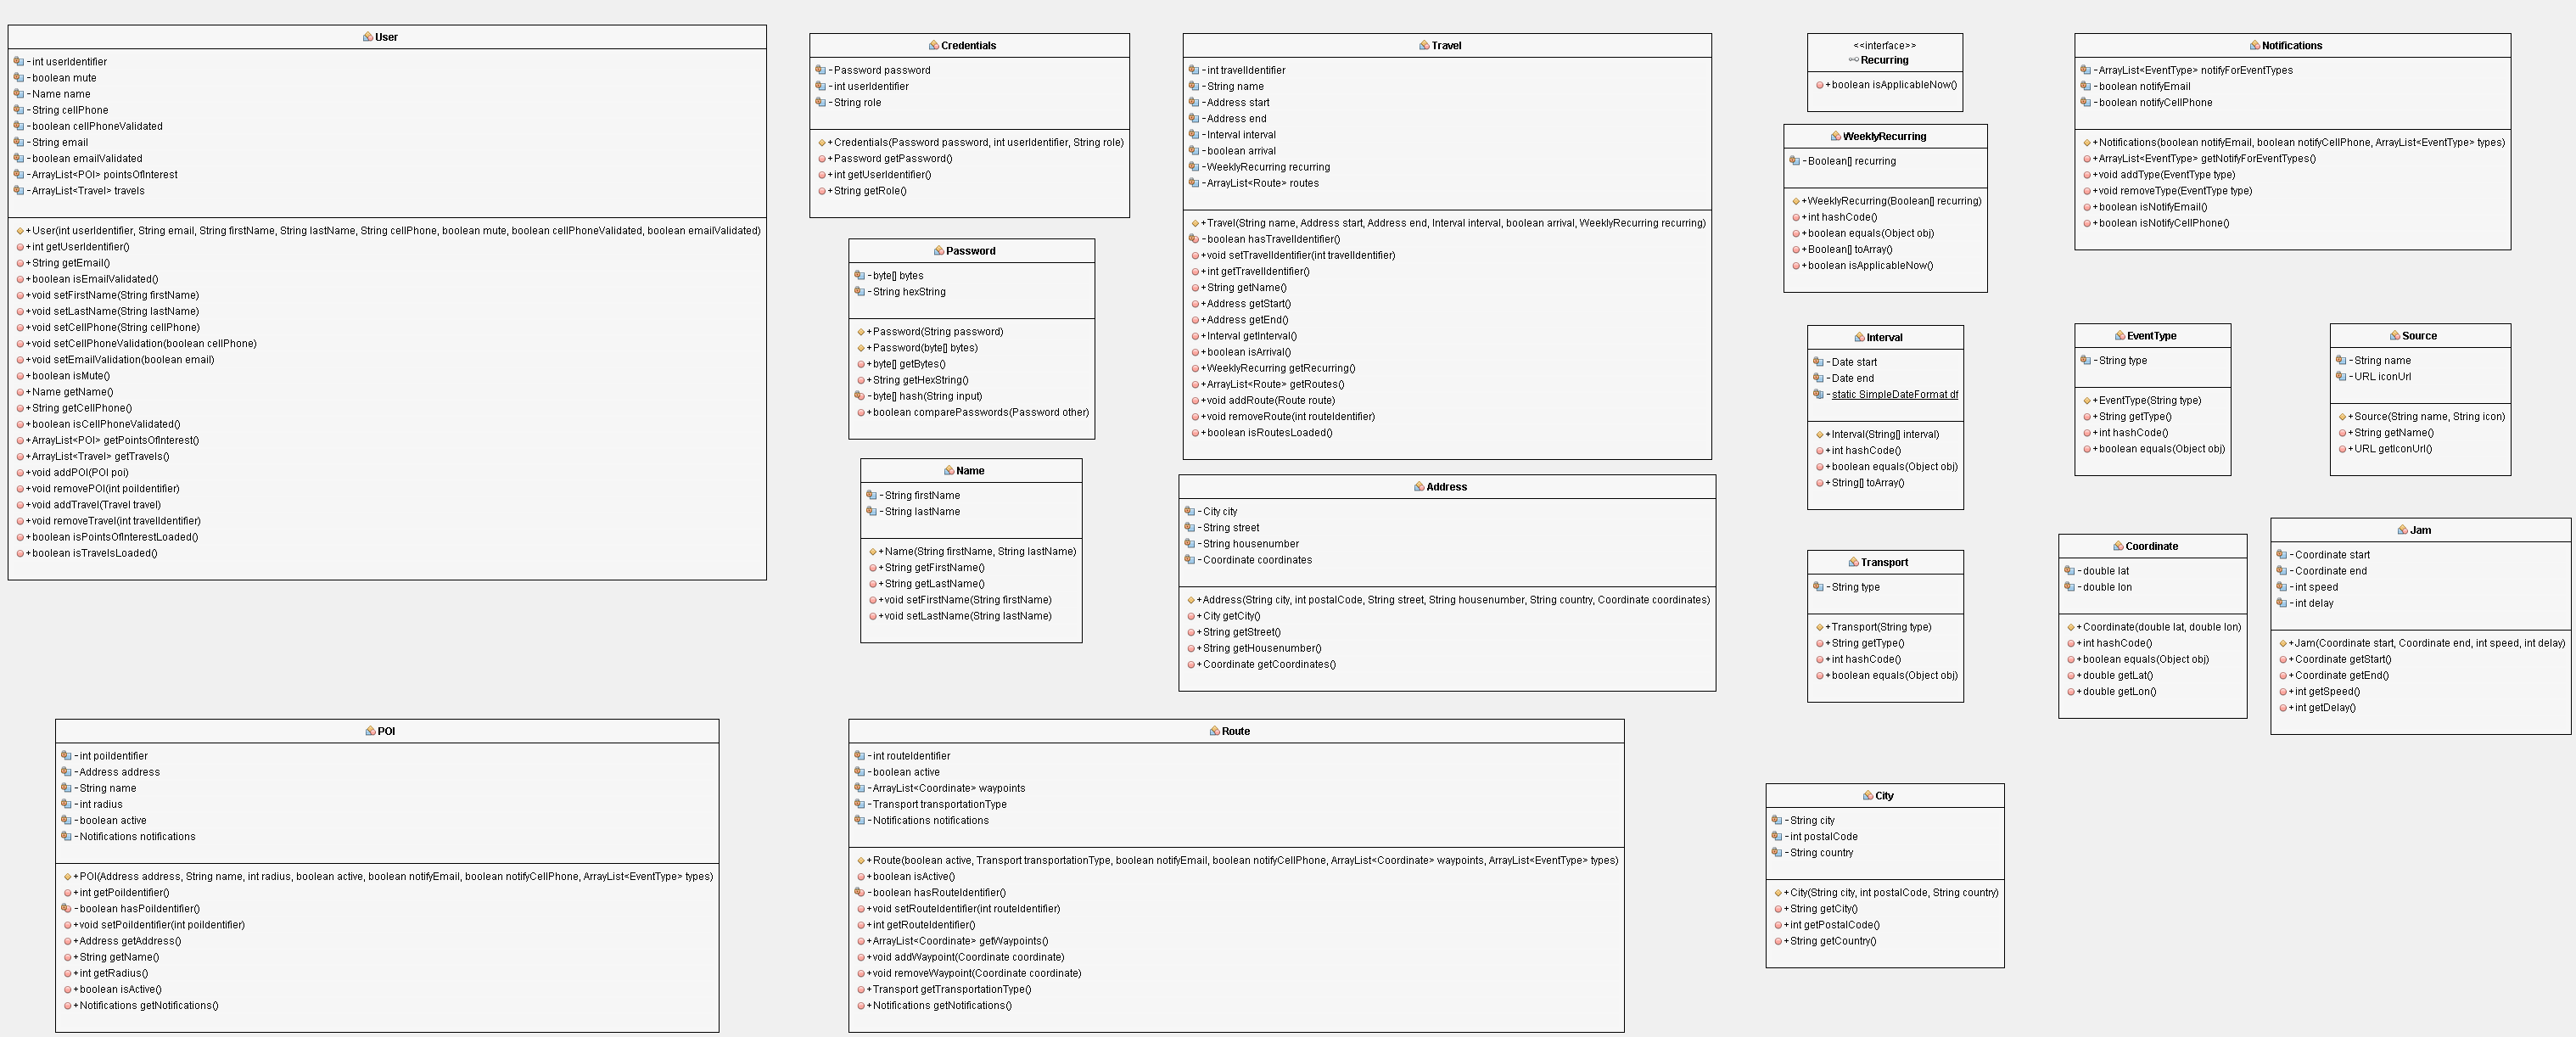 User
- int userIdentifier
- boolean mute
- Name name
- String cellPhone
- boolean cellPhoneValidated
- String email
- boolean emailValidated
- ArrayList<POI> pointsOfInterest
- ArrayList<Travel> travels
+ User(int userIdentifier, String email, String firstName, String lastName, String cellPhone, boolean mute, boolean cellPhoneValidated, boolean emailValidated)
+ int getUserIdentifier()
+ String getEmail()
+ boolean isEmailValidated()
+ void setFirstName(String firstName)
+ void setLastName(String lastName)
+ void setCellPhone(String cellPhone)
+ void setCellPhoneValidation(boolean cellPhone)
+ void setEmailValidation(boolean email)
+ boolean isMute()
+ Name getName()
+ String getCellPhone()
+ boolean isCellPhoneValidated()
+ ArrayList<POI> getPointsOfInterest()
+ ArrayList<Travel> getTravels()
+ void addPOI(POI poi)
+ void removePOI(int poiIdentifier)
+ void addTravel(Travel travel)
+ void removeTravel(int travelIdentifier)
+ boolean isPointsOfInterestLoaded()
+ boolean isTravelsLoaded()
Credentials
- Password password
- int userIdentifier
- String role
+ Credentials(Password password, int userIdentifier, String role)
+ Password getPassword()
+ int getUserIdentifier()
+ String getRole()
Password
- byte[] bytes
- String hexString
+ Password(String password)
+ Password(byte[] bytes)
+ byte[] getBytes()
+ String getHexString()
- byte[] hash(String input)
+ boolean comparePasswords(Password other)
Name
- String firstName
- String lastName
+ Name(String firstName, String lastName)
+ String getFirstName()
+ String getLastName()
+ void setFirstName(String firstName)
+ void setLastName(String lastName)
Travel
- int travelIdentifier
- String name
- Address start
- Address end
- Interval interval
- boolean arrival
- WeeklyRecurring recurring
- ArrayList<Route> routes
+ Travel(String name, Address start, Address end, Interval interval, boolean arrival, WeeklyRecurring recurring)
- boolean hasTravelIdentifier()
+ void setTravelIdentifier(int travelIdentifier)
+ int getTravelIdentifier()
+ String getName()
+ Address getStart()
+ Address getEnd()
+ Interval getInterval()
+ boolean isArrival()
+ WeeklyRecurring getRecurring()
+ ArrayList<Route> getRoutes()
+ void addRoute(Route route)
+ void removeRoute(int routeIdentifier)
+ boolean isRoutesLoaded()
Address
- City city
- String street
- String housenumber
- Coordinate coordinates
+ Address(String city, int postalCode, String street, String housenumber, String country, Coordinate coordinates)
+ City getCity()
+ String getStreet()
+ String getHousenumber()
+ Coordinate getCoordinates()
<<interface>>
Recurring
+ boolean isApplicableNow()
WeeklyRecurring
- Boolean[] recurring
+ WeeklyRecurring(Boolean[] recurring)
+ int hashCode()
+ boolean equals(Object obj)
+ Boolean[] toArray()
+ boolean isApplicableNow()
Interval
- Date start
- Date end
- static SimpleDateFormat df
+ Interval(String[] interval)
+ int hashCode()
+ boolean equals(Object obj)
+ String[] toArray()
Transport
- String type
+ Transport(String type)
+ String getType()
+ int hashCode()
+ boolean equals(Object obj)
Notifications
- ArrayList<EventType> notifyForEventTypes
- boolean notifyEmail
- boolean notifyCellPhone
+ Notifications(boolean notifyEmail, boolean notifyCellPhone, ArrayList<EventType> types)
+ ArrayList<EventType> getNotifyForEventTypes()
+ void addType(EventType type)
+ void removeType(EventType type)
+ boolean isNotifyEmail()
+ boolean isNotifyCellPhone()
EventType
- String type
+ EventType(String type)
+ String getType()
+ int hashCode()
+ boolean equals(Object obj)
Source
- String name
- URL iconUrl
+ Source(String name, String icon)
+ String getName()
+ URL getIconUrl()
Coordinate
- double lat
- double lon
+ Coordinate(double lat, double lon)
+ int hashCode()
+ boolean equals(Object obj)
+ double getLat()
+ double getLon()
Jam
- Coordinate start
- Coordinate end
- int speed
- int delay
+ Jam(Coordinate start, Coordinate end, int speed, int delay)
+ Coordinate getStart()
+ Coordinate getEnd()
+ int getSpeed()
+ int getDelay()
POI
- int poiIdentifier
- Address address
- String name
- int radius
- boolean active
- Notifications notifications
+ POI(Address address, String name, int radius, boolean active, boolean notifyEmail, boolean notifyCellPhone, ArrayList<EventType> types)
+ int getPoiIdentifier()
- boolean hasPoiIdentifier()
+ void setPoiIdentifier(int poiIdentifier)
+ Address getAddress()
+ String getName()
+ int getRadius()
+ boolean isActive()
+ Notifications getNotifications()
Route
- int routeIdentifier
- boolean active
- ArrayList<Coordinate> waypoints
- Transport transportationType
- Notifications notifications
+ Route(boolean active, Transport transportationType, boolean notifyEmail, boolean notifyCellPhone, ArrayList<Coordinate> waypoints, ArrayList<EventType> types)
+ boolean isActive()
- boolean hasRouteIdentifier()
+ void setRouteIdentifier(int routeIdentifier)
+ int getRouteIdentifier()
+ ArrayList<Coordinate> getWaypoints()
+ void addWaypoint(Coordinate coordinate)
+ void removeWaypoint(Coordinate coordinate)
+ Transport getTransportationType()
+ Notifications getNotifications()
City
- String city
- int postalCode
- String country
+ City(String city, int postalCode, String country)
+ String getCity()
+ int getPostalCode()
+ String getCountry()